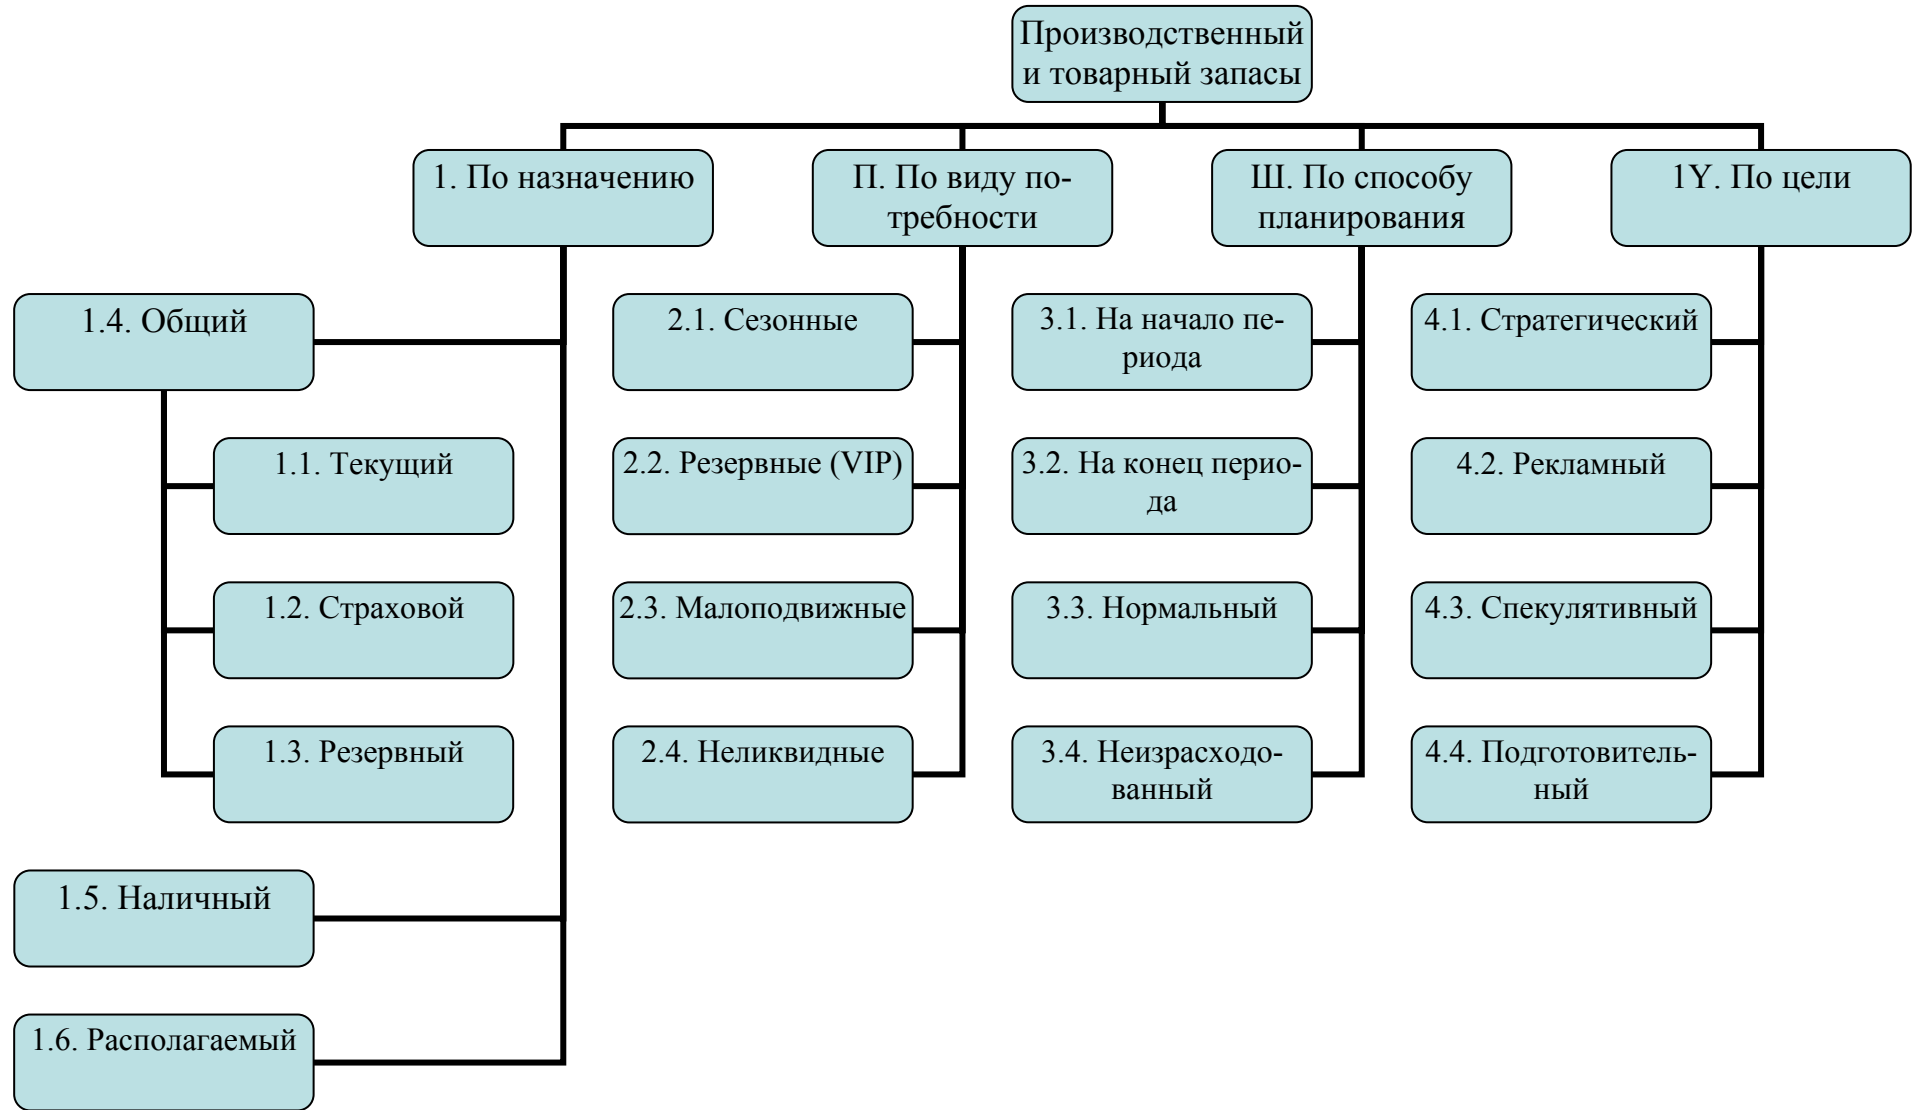 Производственный
и товарный запасы
1. По назначению
П. По виду по-
требности
Ш. По способу
планирования
1Y. По цели
1.4. Общий
2.1. Сезонные
3.1. На начало пе-
риода
4.1. Стратегический
1.1. Текущий
2.2. Резервные (VIP)
3.2. На конец перио-
да
4.2. Рекламный
1.2. Страховой
2.3. Малоподвижные
3.3. Нормальный
4.3. Спекулятивный
1.3. Резервный
2.4. Неликвидные
3.4. Неизрасходо-
ванный
4.4. Подготовитель-
ный
1.5. Наличный
1.6. Располагаемый